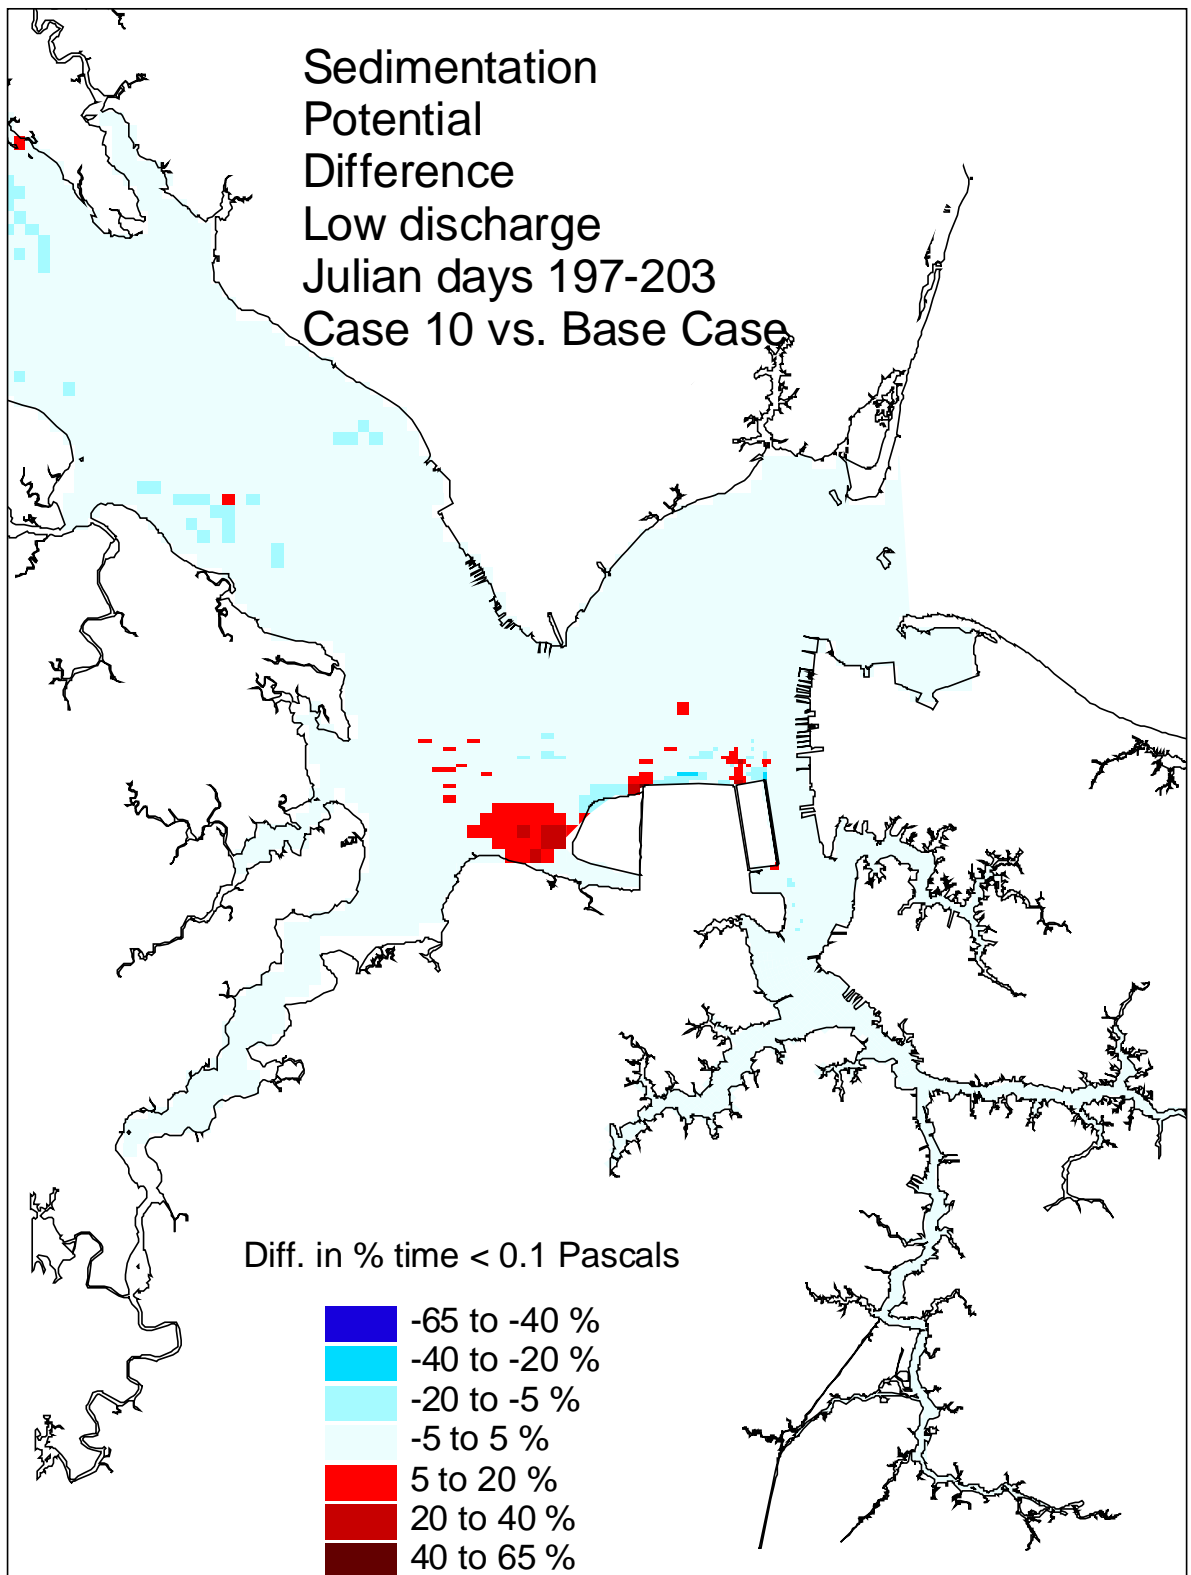 Sedimentation
Potential
Difference
Low discharge
Julian days 197-203
Case 10 vs. Base Case
Diff. in % time < 0.1 Pascals
-65 to -40 %
-40 to -20 %
-20 to -5 %
-5 to 5 %
5 to 20 %
20 to 40 %
40 to 65 %